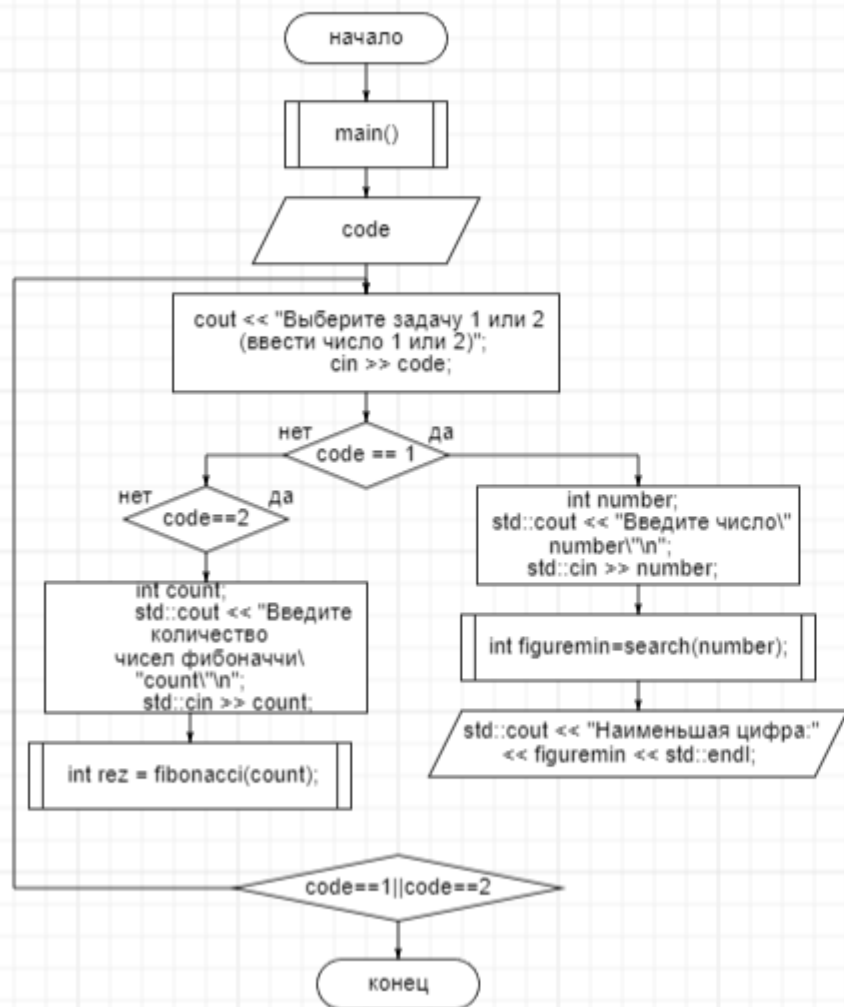 начало
main()
code
cout << "Выберите задачу 1 или 2
(ввести число 1 или 2)";
cin >> code;
нет
да
code == 1
нет
да
code==2
int number;
std::cout << "Введите число\"
number\"\n";
std::cin >> number;
int count;
std::cout << "Введите
количество
чисел фибоначчи\
"count\"\n";
std::cin >> count;
int figuremin=search(number);
std::cout << "Наименьшая цифра:"
<< figuremin << std::endl;
int rez = fibonacci(count);
code==1||code==2
конец